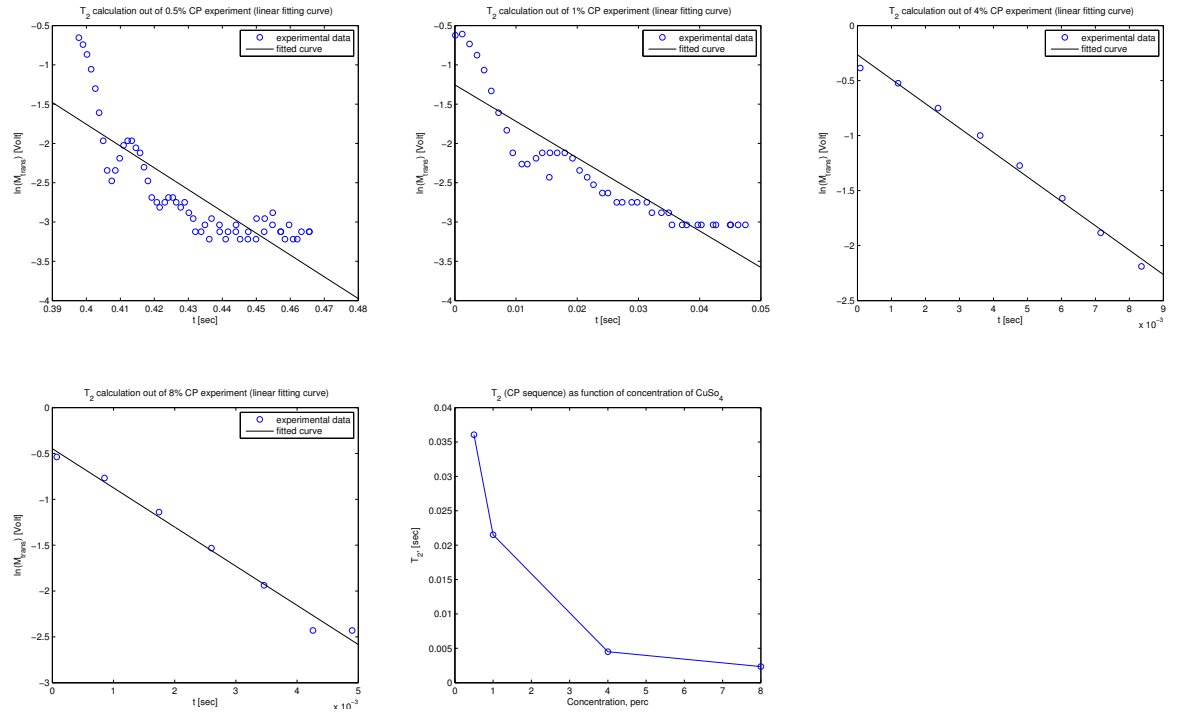 T2 calculation out of 0.5% CP experiment (linear fitting curve)
experimental data
fitted curve
ln(Mtrans) [Volt]
−0.5
−1
−1.5
−2
−2.5
−3
−3.5
−4
0.39 0.4 0.41 0.42 0.43 0.44 0.45 0.46 0.47 0.48
t [sec]
T2 calculation out of 1% CP experiment (linear fitting curve)
experimental data
fitted curve
ln(Mtrans) [Volt]
−0.5
−1
−1.5
−2
−2.5
−3
−3.5
−4
0 0.01 0.02 0.03 0.04 0.05
t [sec]
T2 calculation out of 4% CP experiment (linear fitting curve)
experimental data
fitted curve
ln(Mtrans) [Volt]
0
−0.5
−1
−1.5
−2
−2.5
0 1 2 3 4 5 6 7 8 9
x 10−3
t [sec]
T2 calculation out of 8% CP experiment (linear fitting curve)
experimental data
fitted curve
ln(Mtrans) [Volt]
0
−0.5
−1
−1.5
−2
−2.5
−3
0 1 2 3 4 5
x 10−3
t [sec]
T2 (CP sequence) as function of concentration of CuSo4
T2, [sec]
0.04
0.035
0.03
0.025
0.02
0.015
0.01
0.005
0
0 1 2 3 4 5 6 7 8
Concentration, perc